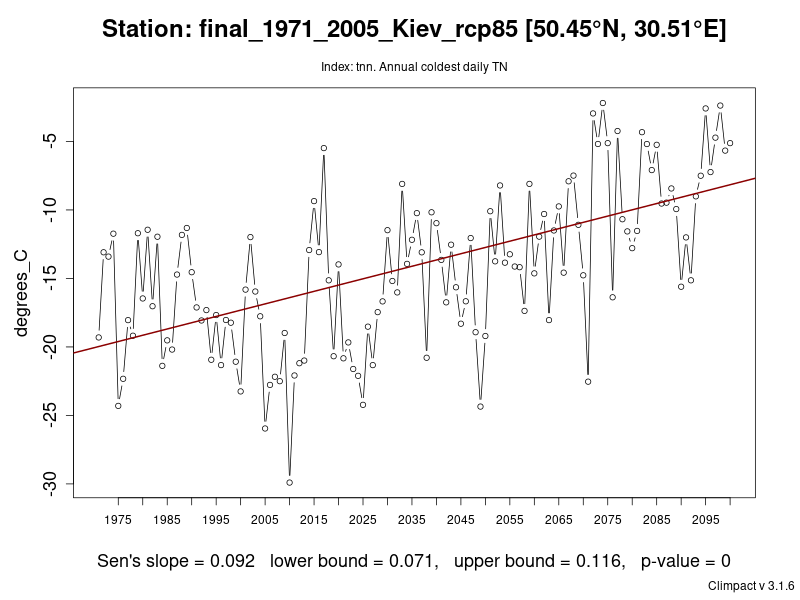 Station: final_1971_2005_Kiev_rcp85 [50.45°N, 30.51°E]
Index: tnn. Annual coldest daily TN
degrees_C
-5
-10
-15
-20
-25
-30
1975 1985 1995 2005 2015 2025 2035 2045 2055 2065 2075 2085 2095
Sen's slope = 0.092 lower bound = 0.071, upper bound = 0.116, p-value = 0
Climpact v 3.1.6